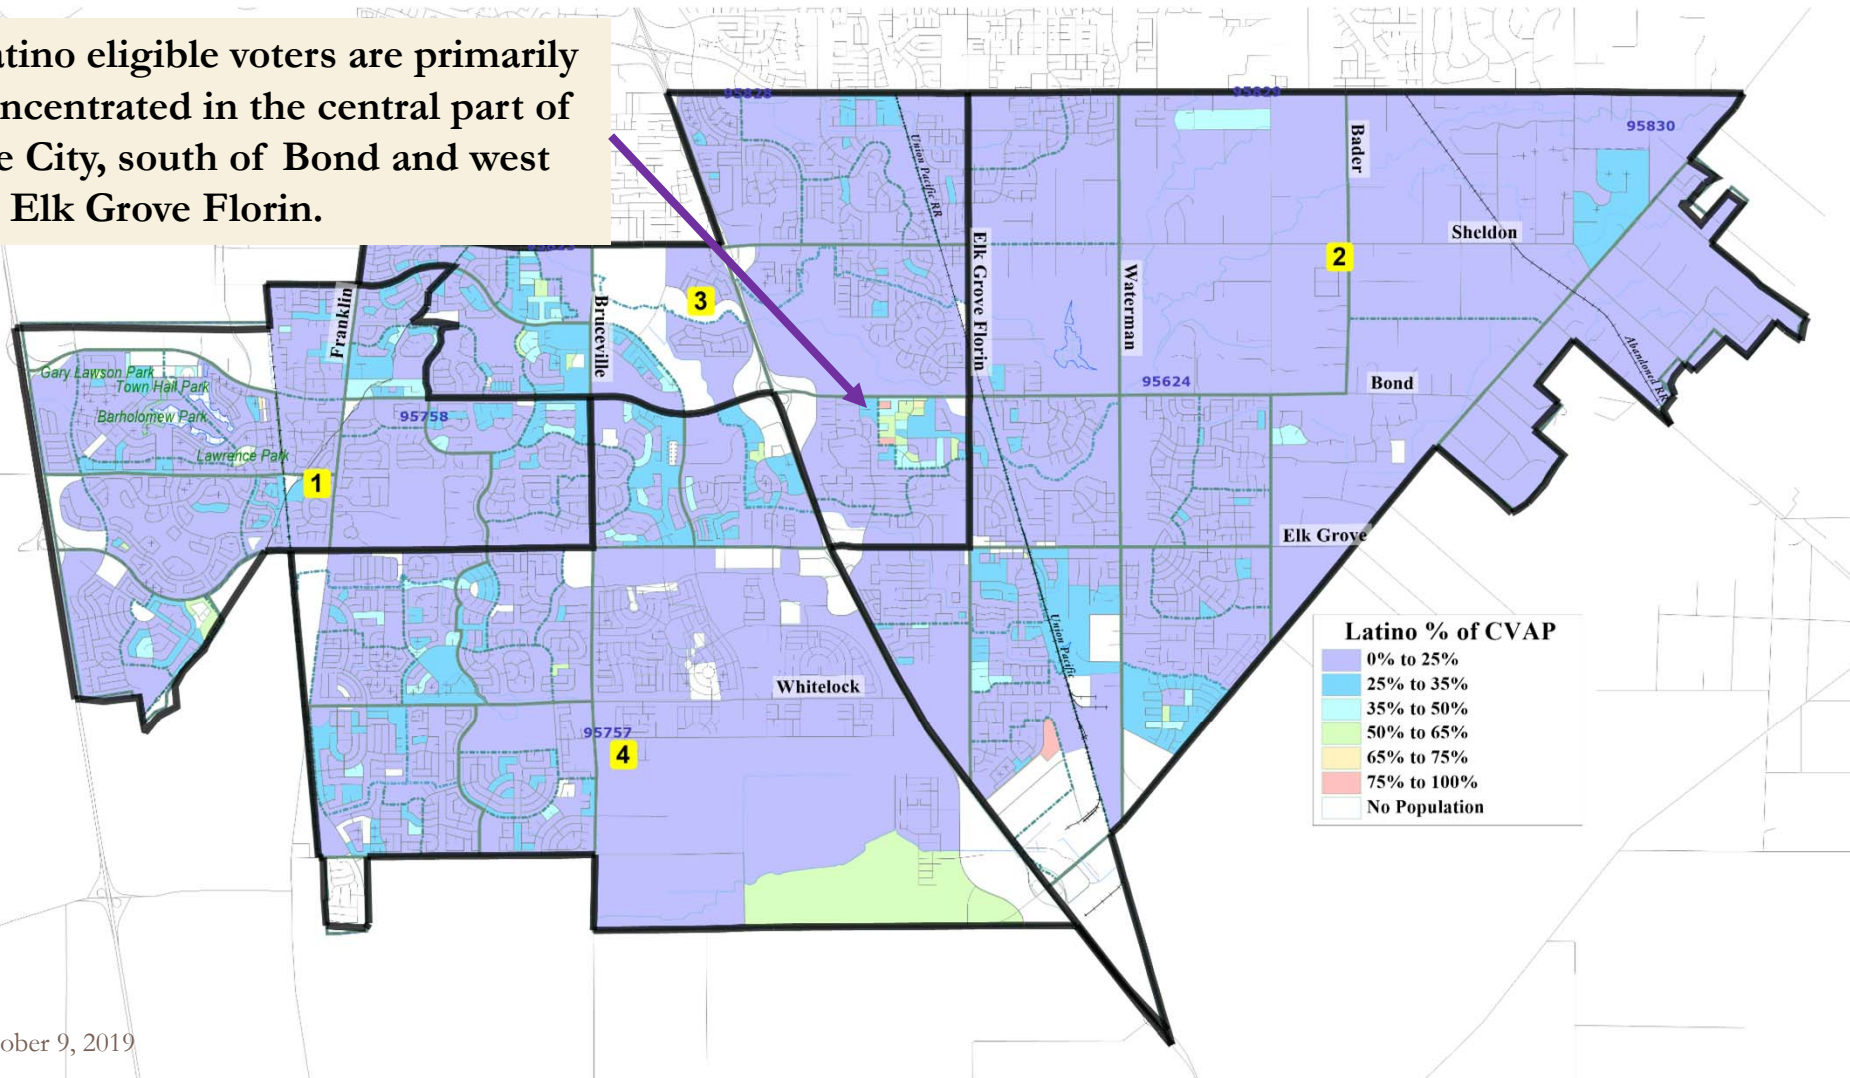 atino eligible voters are primarily
ncentrated in the central part of
e City, south of Bond and west
Elk Grove Florin.
95828
95829
95830
Bader
Union Pacific RR
Sheldon
2
Elk Grove Florin
Waterman
3
Franklin
Bruceville
Abandoned RR
Gary Lawson Park
Town Hall Park
95624
Bond
Barholomew Park
95758
Lawrence Park
1
Elk Grove
Union Pacific
Whitelock
95757
4
Latino % of CVAP
0% to 25%
25% to 35%
35% to 50%
50% to 65%
65% to 75%
75% to 100%
No Population
ober 9, 2019